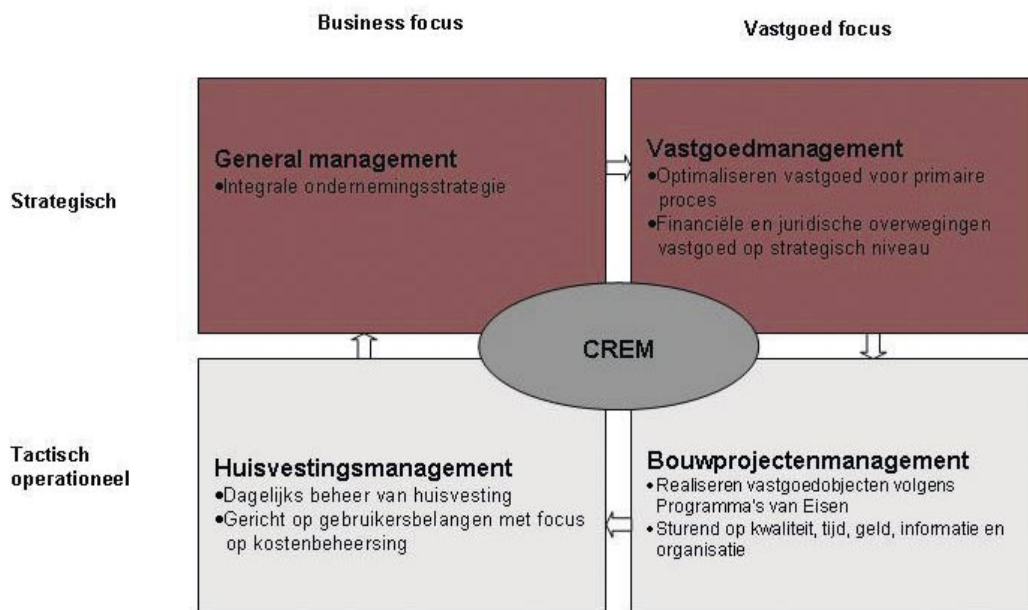 Business focus
Vastgoed focus
Strategisch
General management
•Integrale ondernemingsstrategie
Vastgoedmanagement
•Optimaliseren vastgoed voor primaire
proces
•Financiële en juridische overwegingen
vastgoed op strategisch niveau
CREM
Tactisch
operationeel
Huisvestingsmanagement
•Dagelijks beheer van huisvesting
•Gericht op gebruikersbelangen met focus
op kostenbeheersing
Bouwprojectenmanagement
•Realiseren vastgoedobjecten volgens
Programma's van Eisen
•Sturend op kwaliteit, tijd, geld, informatie en
organisatie